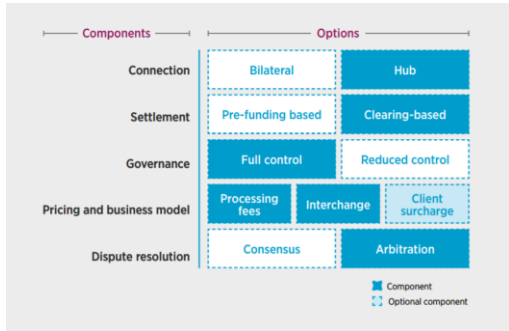 Components Options
Connection Bilateral Hub
Settlement Pre-funding based Clearing-based
Governance Full control Reduced control
Pricing and business model Processing fees Interchange Client surcharge
Dispute resolution Consensus Arbitration
Component
Optional component